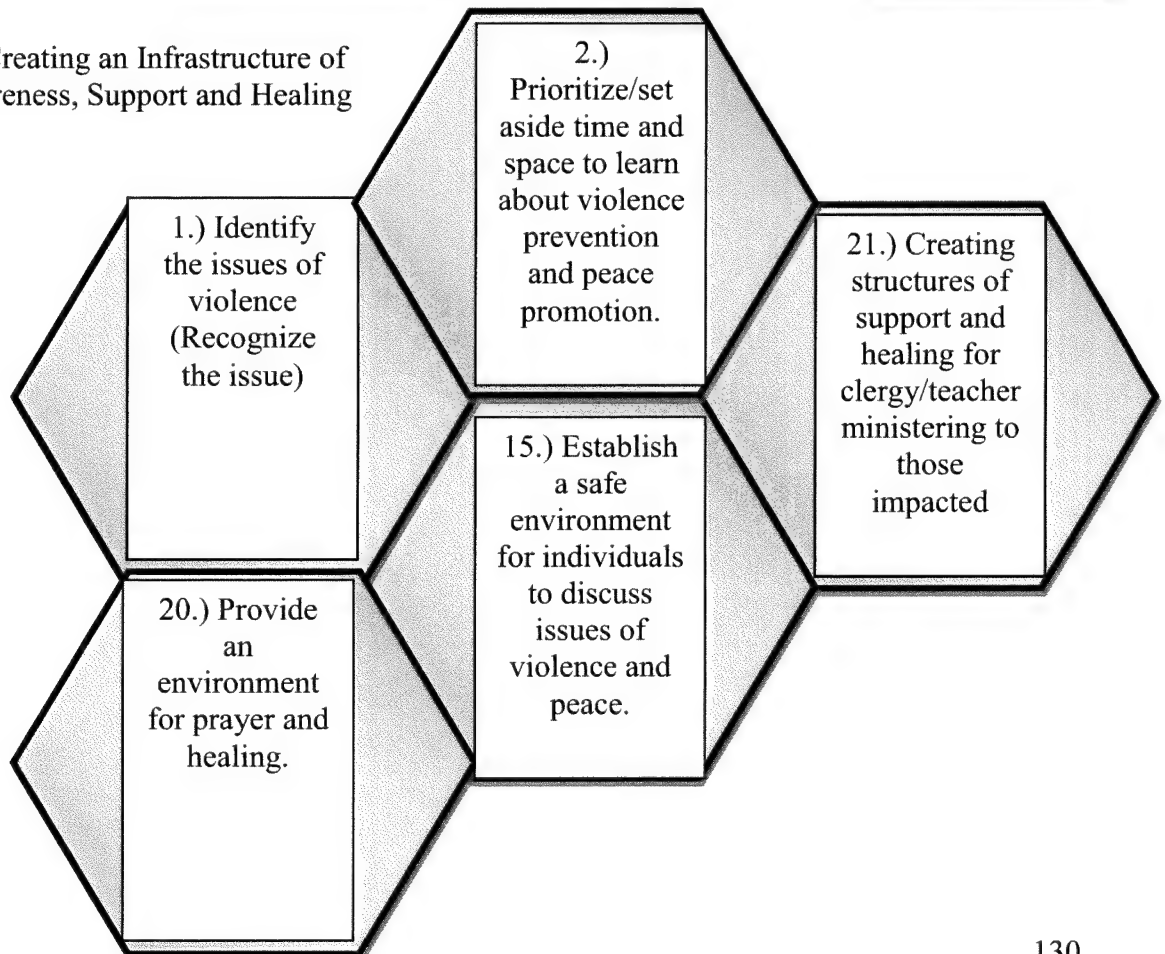 reating an Infrastructure of
reness, Support and Healing
2.)
Prioritize/set
aside time and
space to learn
about violence
prevention
and peace
promotion.
1.) Identify
the issues of
violence
(Recognize
the issue)
21.) Creating
structures of
support and
healing for
clergy/teacher
ministering to
those
impacted
15.) Establish
a safe
environment
for individuals
to discuss
issues of
violence and
peace.
20.) Provide
an
environment
for prayer and
healing.
130